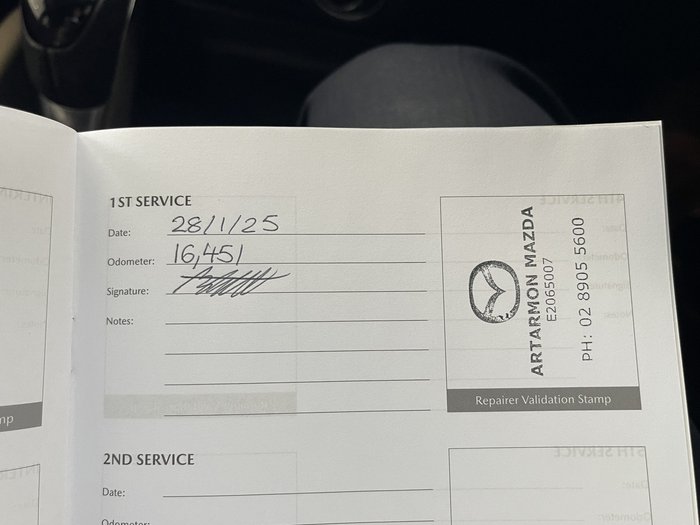 1ST SERVICE
Date: 28/1/25
Odometer: 16,451
Signature:
Notes:
ARTARMON MAZDA
E2065007
PH: 02 8905 5600
Repairer Validation Stamp
2ND SERVICE
Date:
Odometer: